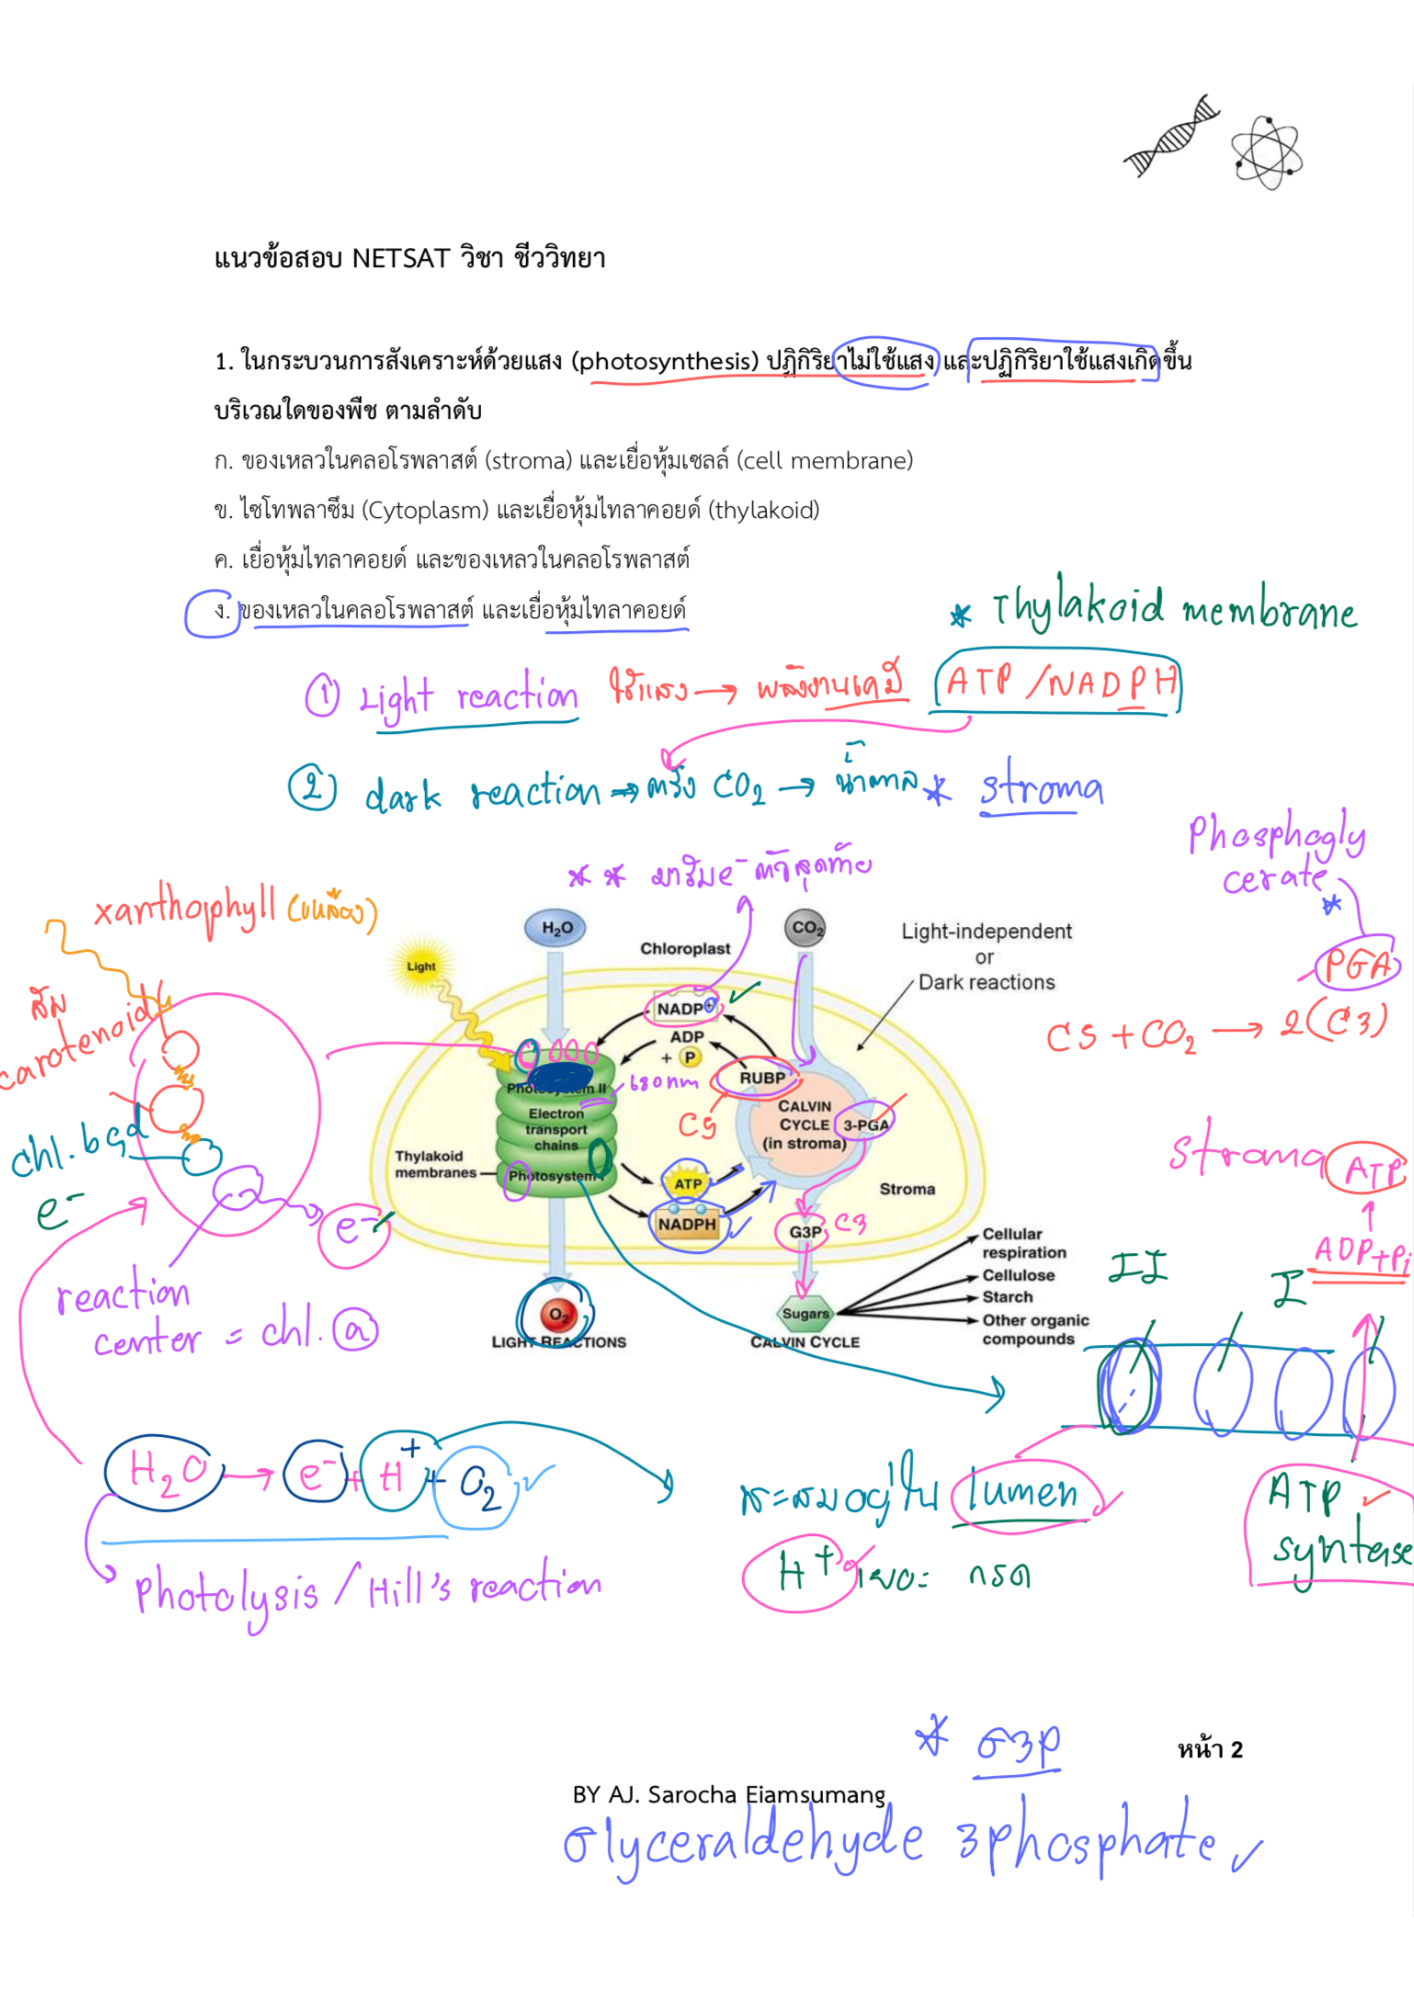 แนวข้อสอบ NETSAT วิชา ชีววิทยา
1. ในกระบวนการสังเคราะห์ด้วยแสง (photosynthesis) ปฏิกิริยาไม่ใช้แสง และปฏิกิริยาใช้แสงเกิดขึ้น
บริเวณใดของพืช ตามลำดับ
ก. ของเหลวในคลอโรพลาสต์ (stroma) และเยื่อหุ้มเซลล์ (cell membrane)
ข. ไซโทพลาซึม (Cytoplasm) และเยื่อหุ้มไทลาคอยด์ (thylakoid)
ค. เยื่อหุ้มไทลาคอยด์ และของเหลวในคลอโรพลาสต์
ง. ของเหลวในคลอโรพลาสต์ และเยื่อหุ้มไทลาคอยด์
* Thylakoid membrane
① Light reaction ใช้แสง → พลังงานเคมี ATP/NADPH
② dark reaction → ตรึง CO2 → น้ำตาล * stroma
Phosphogly
cerate
*
** มารับ e- ตัวสุดท้าย
xanthophyll (เหลือง)
ส้ม
carotenoid
chl. b c d
e-
e-
reaction
center = chl. a
H2O
CO2
Chloroplast
Light-independent
or
Dark reactions
Light
NADP+
ADP
+ P
RUBP
C5
680nm
Photosystem II
Electron
transport
chains
Thylakoid
membranes
Photosystem I
CALVIN
CYCLE
(in stroma)
3-PGA
ATP
NADPH
Stroma
G3P C3
Sugars
O2
LIGHT REACTIONS
CALVIN CYCLE
Cellular
respiration
Cellulose
Starch
Other organic
compounds
PGA
C5 + CO2 → 2(C3)
stroma ATP
↑
ADP+Pi
II
I
H2O → e- + H+ + O2
Photolysis / Hill's reaction
สะสมอยู่ใน lumen
H+ เยอะ กรด
ATP
syntase
* G3P
หน้า 2
BY AJ. Sarocha Eiamsumang
Glyceraldehyde 3phosphate